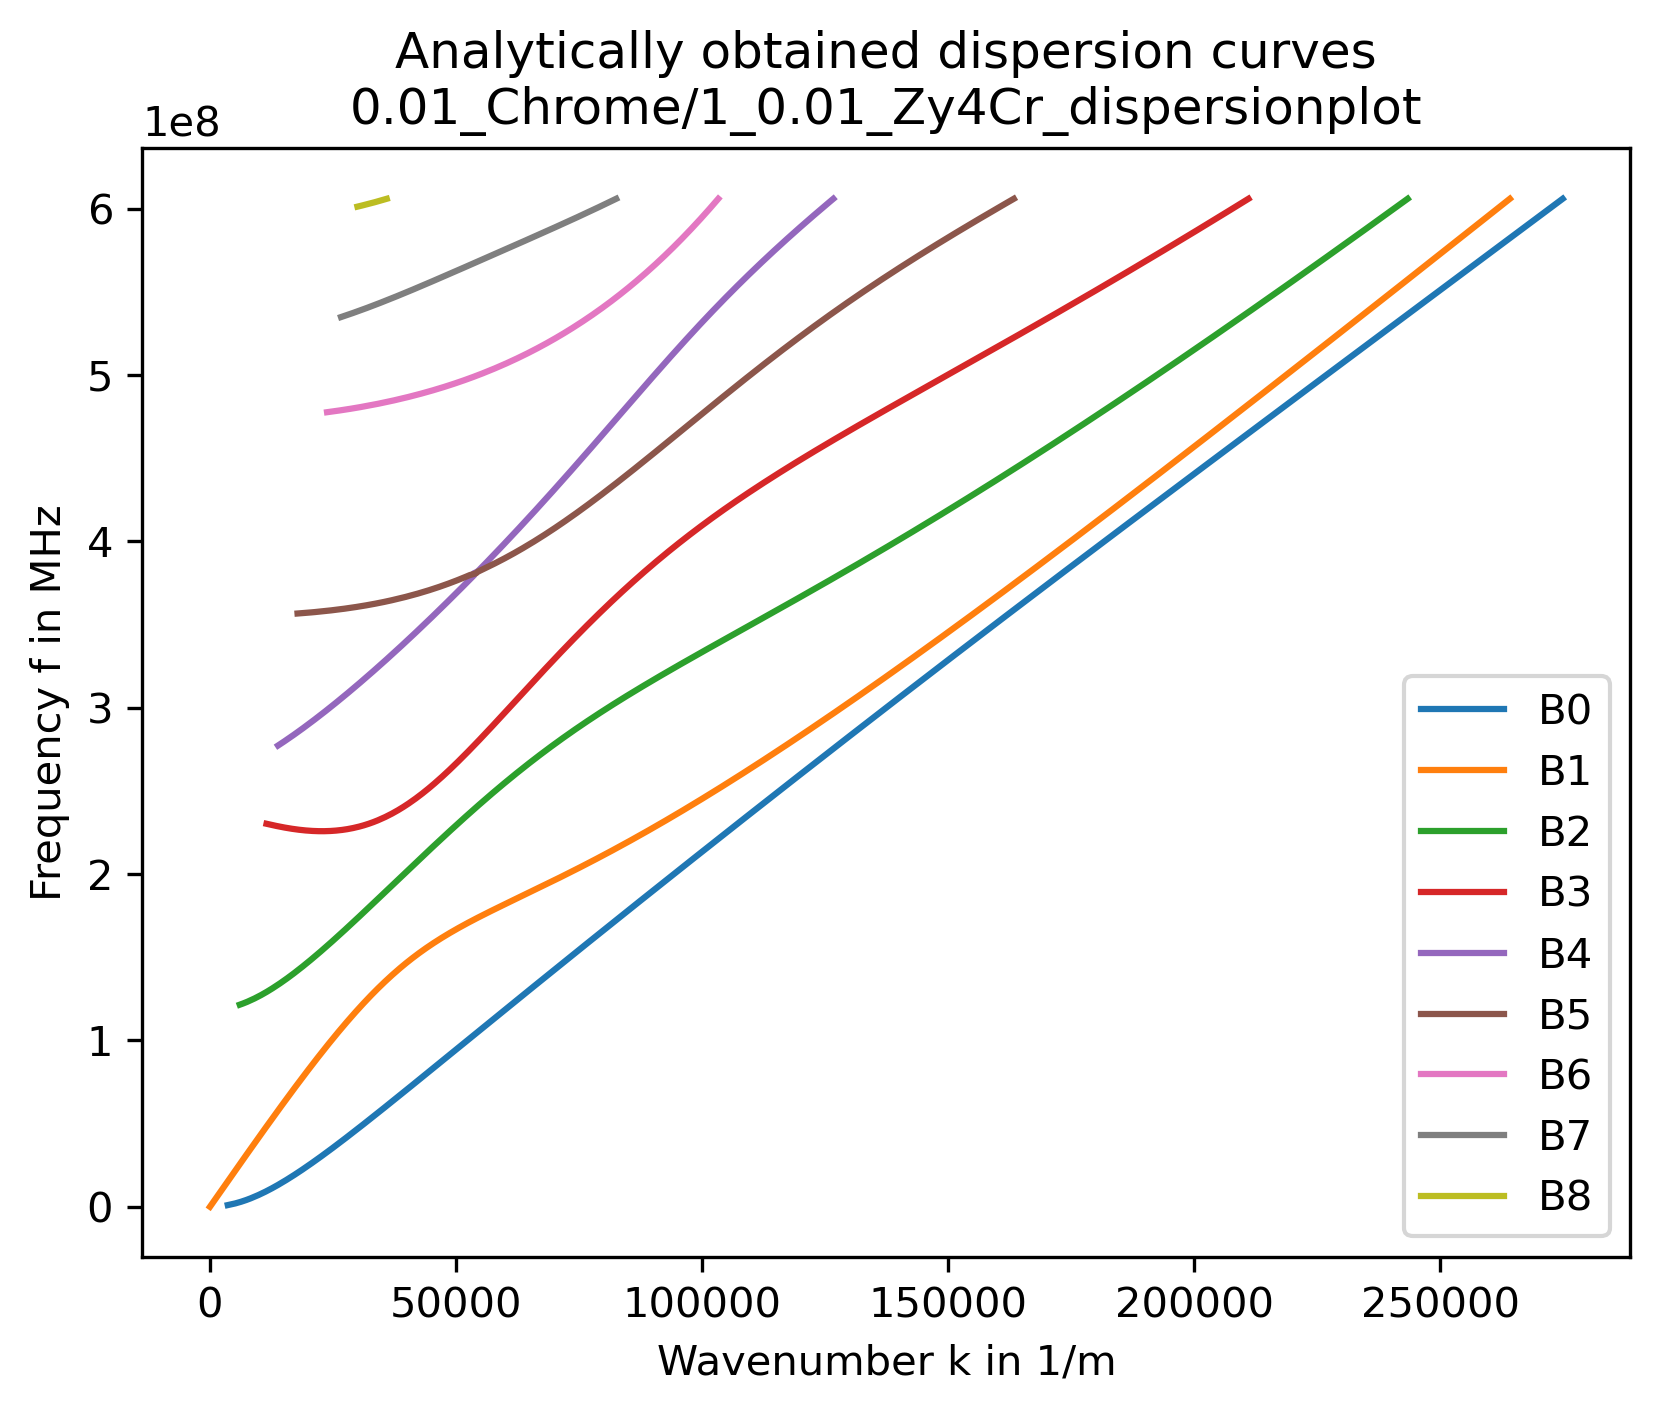 Analytically obtained dispersion curves
0.01_Chrome/1_0.01_Zy4Cr_dispersionplot
1e8
6
5
4
3
2
1
0
Frequency f in MHz
0 50000 100000 150000 200000 250000
Wavenumber k in 1/m
B0
B1
B2
B3
B4
B5
B6
B7
B8